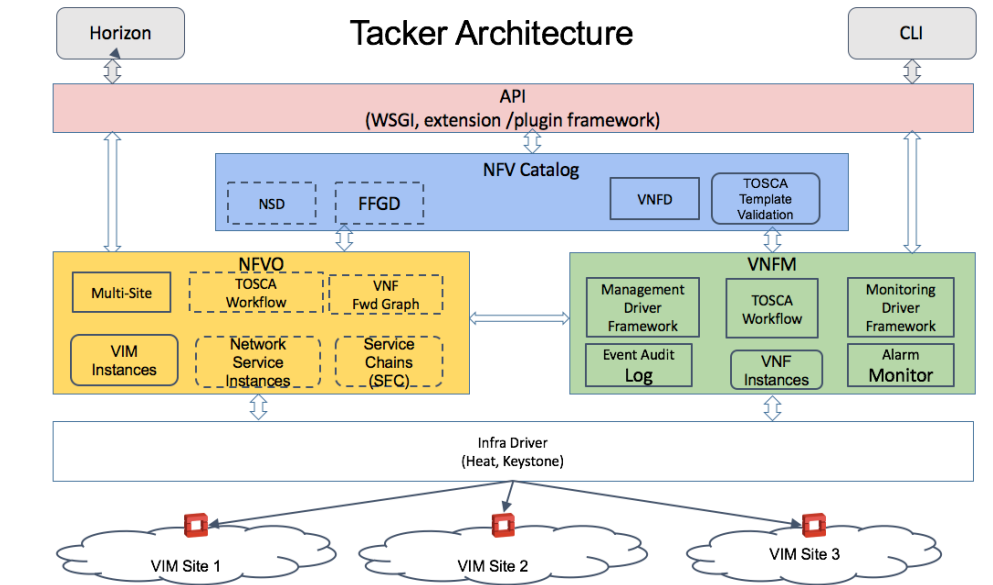 Horizon
Tacker Architecture
CLI
API
(WSGI, extension /plugin framework)
NFV Catalog
NSD
FFGD
VNFD
TOSCA
Template
Validation
NFVO
Multi-Site
TOSCA
Workflow
VNF
Fwd Graph
VIM
Instances
Network
Service
Instances
Service
Chains
(SFC)
VNFM
Management
Driver
Framework
TOSCA
Workflow
Monitoring
Driver
Framework
Event Audit
Log
VNF
Instances
Alarm
Monitor
Infra Driver
(Heat, Keystone)
VIM Site 1
VIM Site 2
VIM Site 3